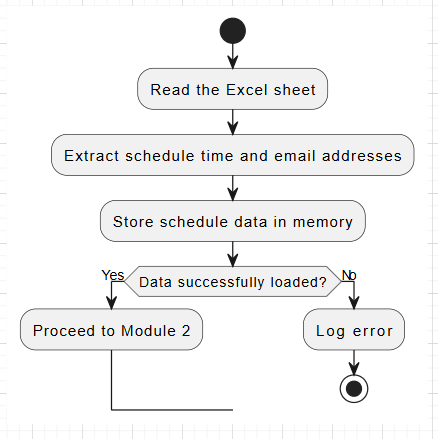 Read the Excel sheet
Extract schedule time and email addresses
Store schedule data in memory
Yes
Data successfully loaded?
No
Proceed to Module 2
Log error